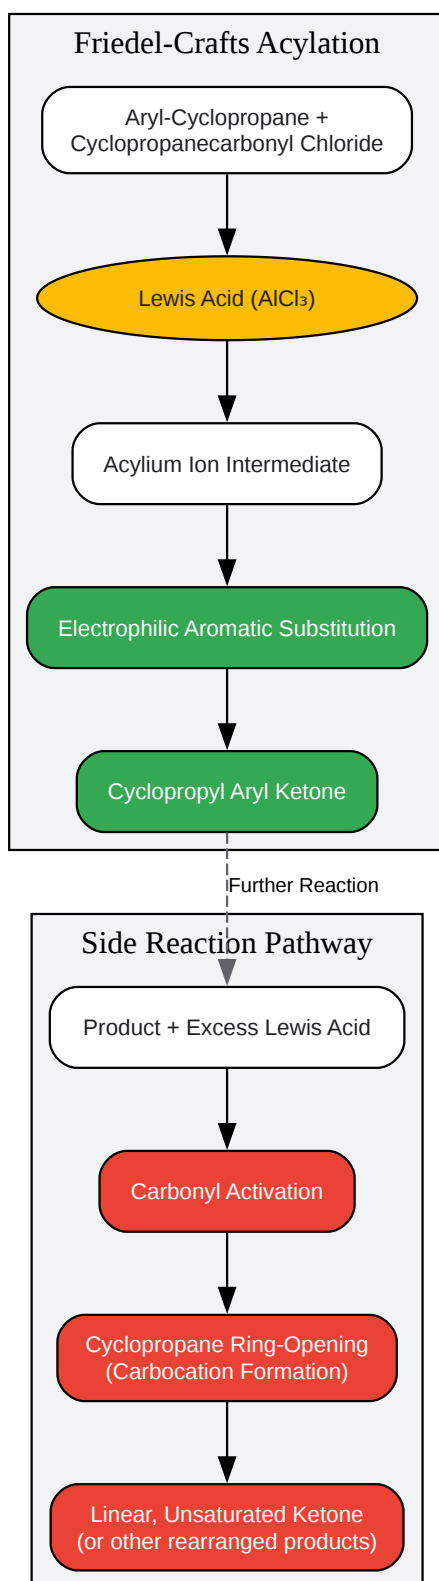 Friedel-Crafts Acylation
Aryl-Cyclopropane +
Cyclopropanecarbonyl Chloride
Lewis Acid (AlCl₃)
Acylium Ion Intermediate
Electrophilic Aromatic Substitution
Cyclopropyl Aryl Ketone
Further Reaction
Side Reaction Pathway
Product + Excess Lewis Acid
Carbonyl Activation
Cyclopropane Ring-Opening
(Carbocation Formation)
Linear, Unsaturated Ketone
(or other rearranged products)